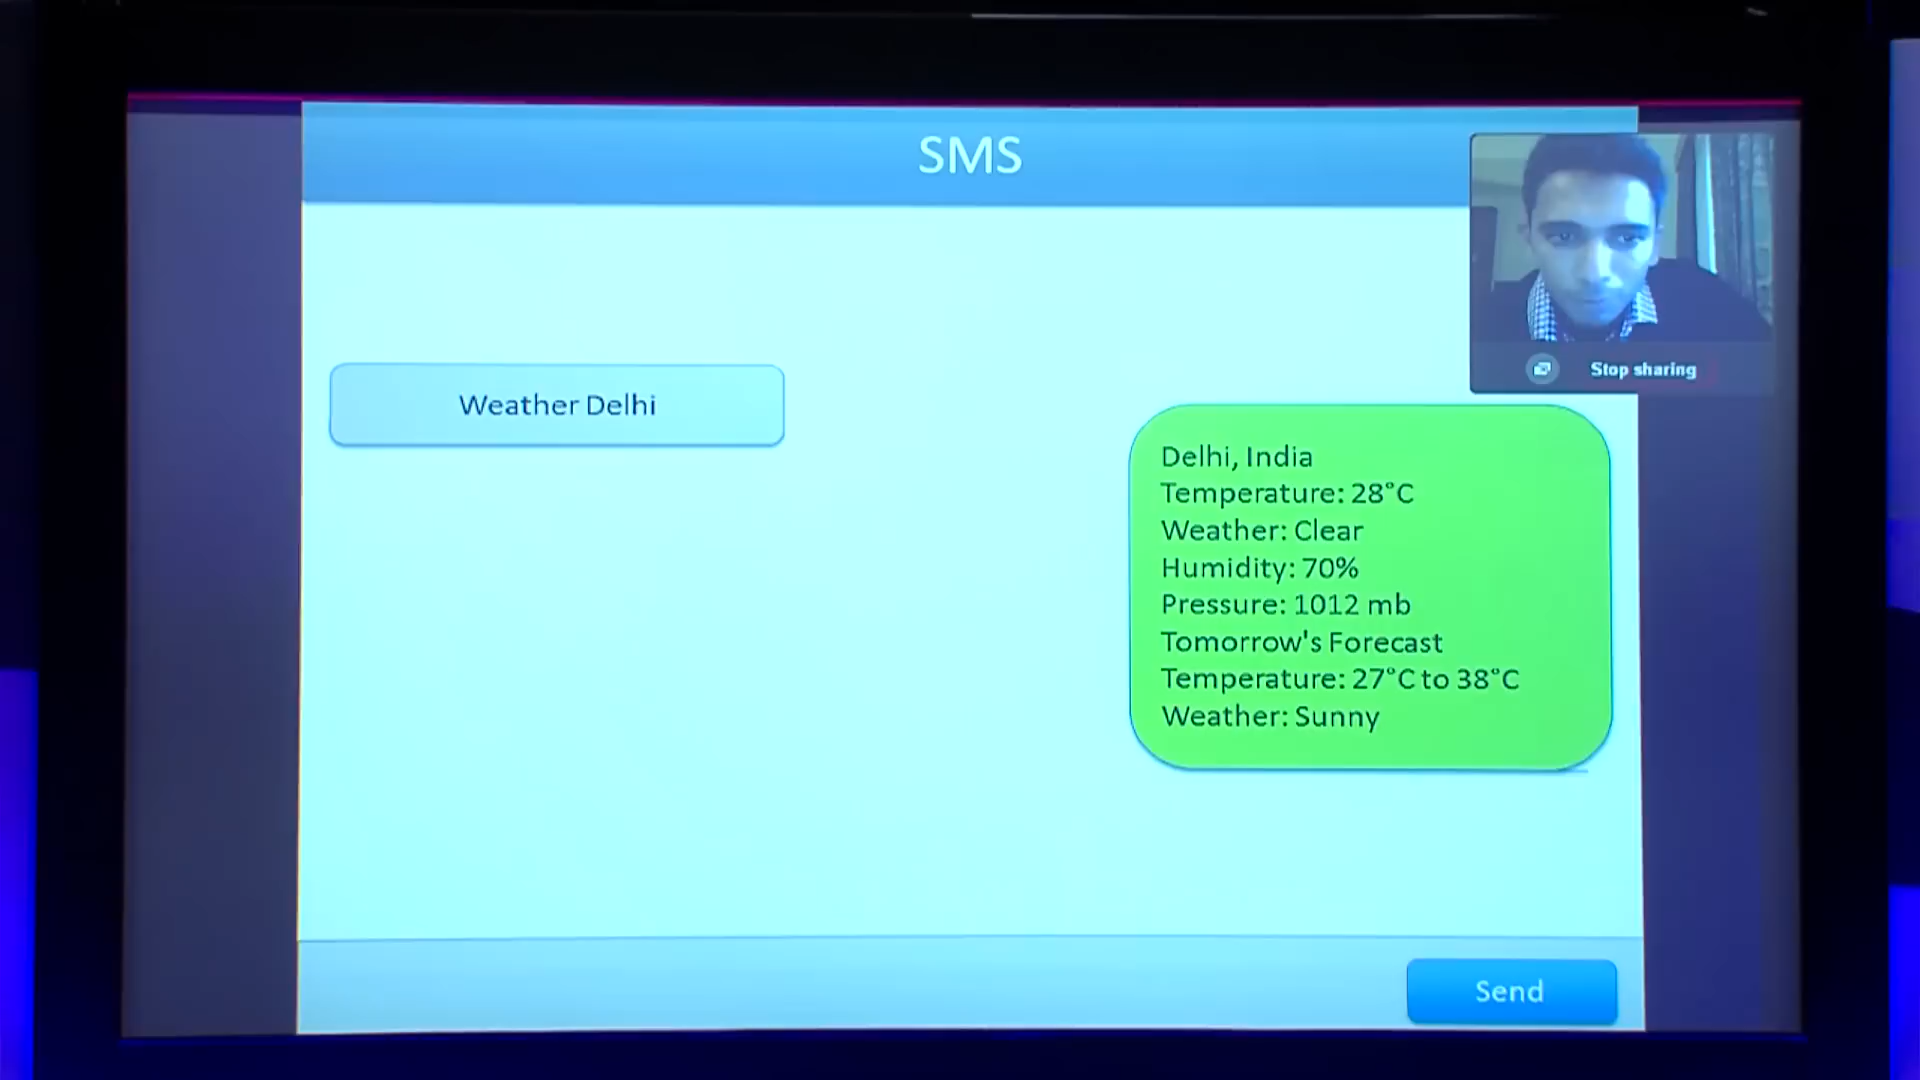 SMS
Stop sharing
Weather Delhi
Delhi, India
Temperature: 28°C
Weather: Clear
Humidity: 70%
Pressure: 1012 mb
Tomorrow's Forecast
Temperature: 27°C to 38°C
Weather: Sunny
Send